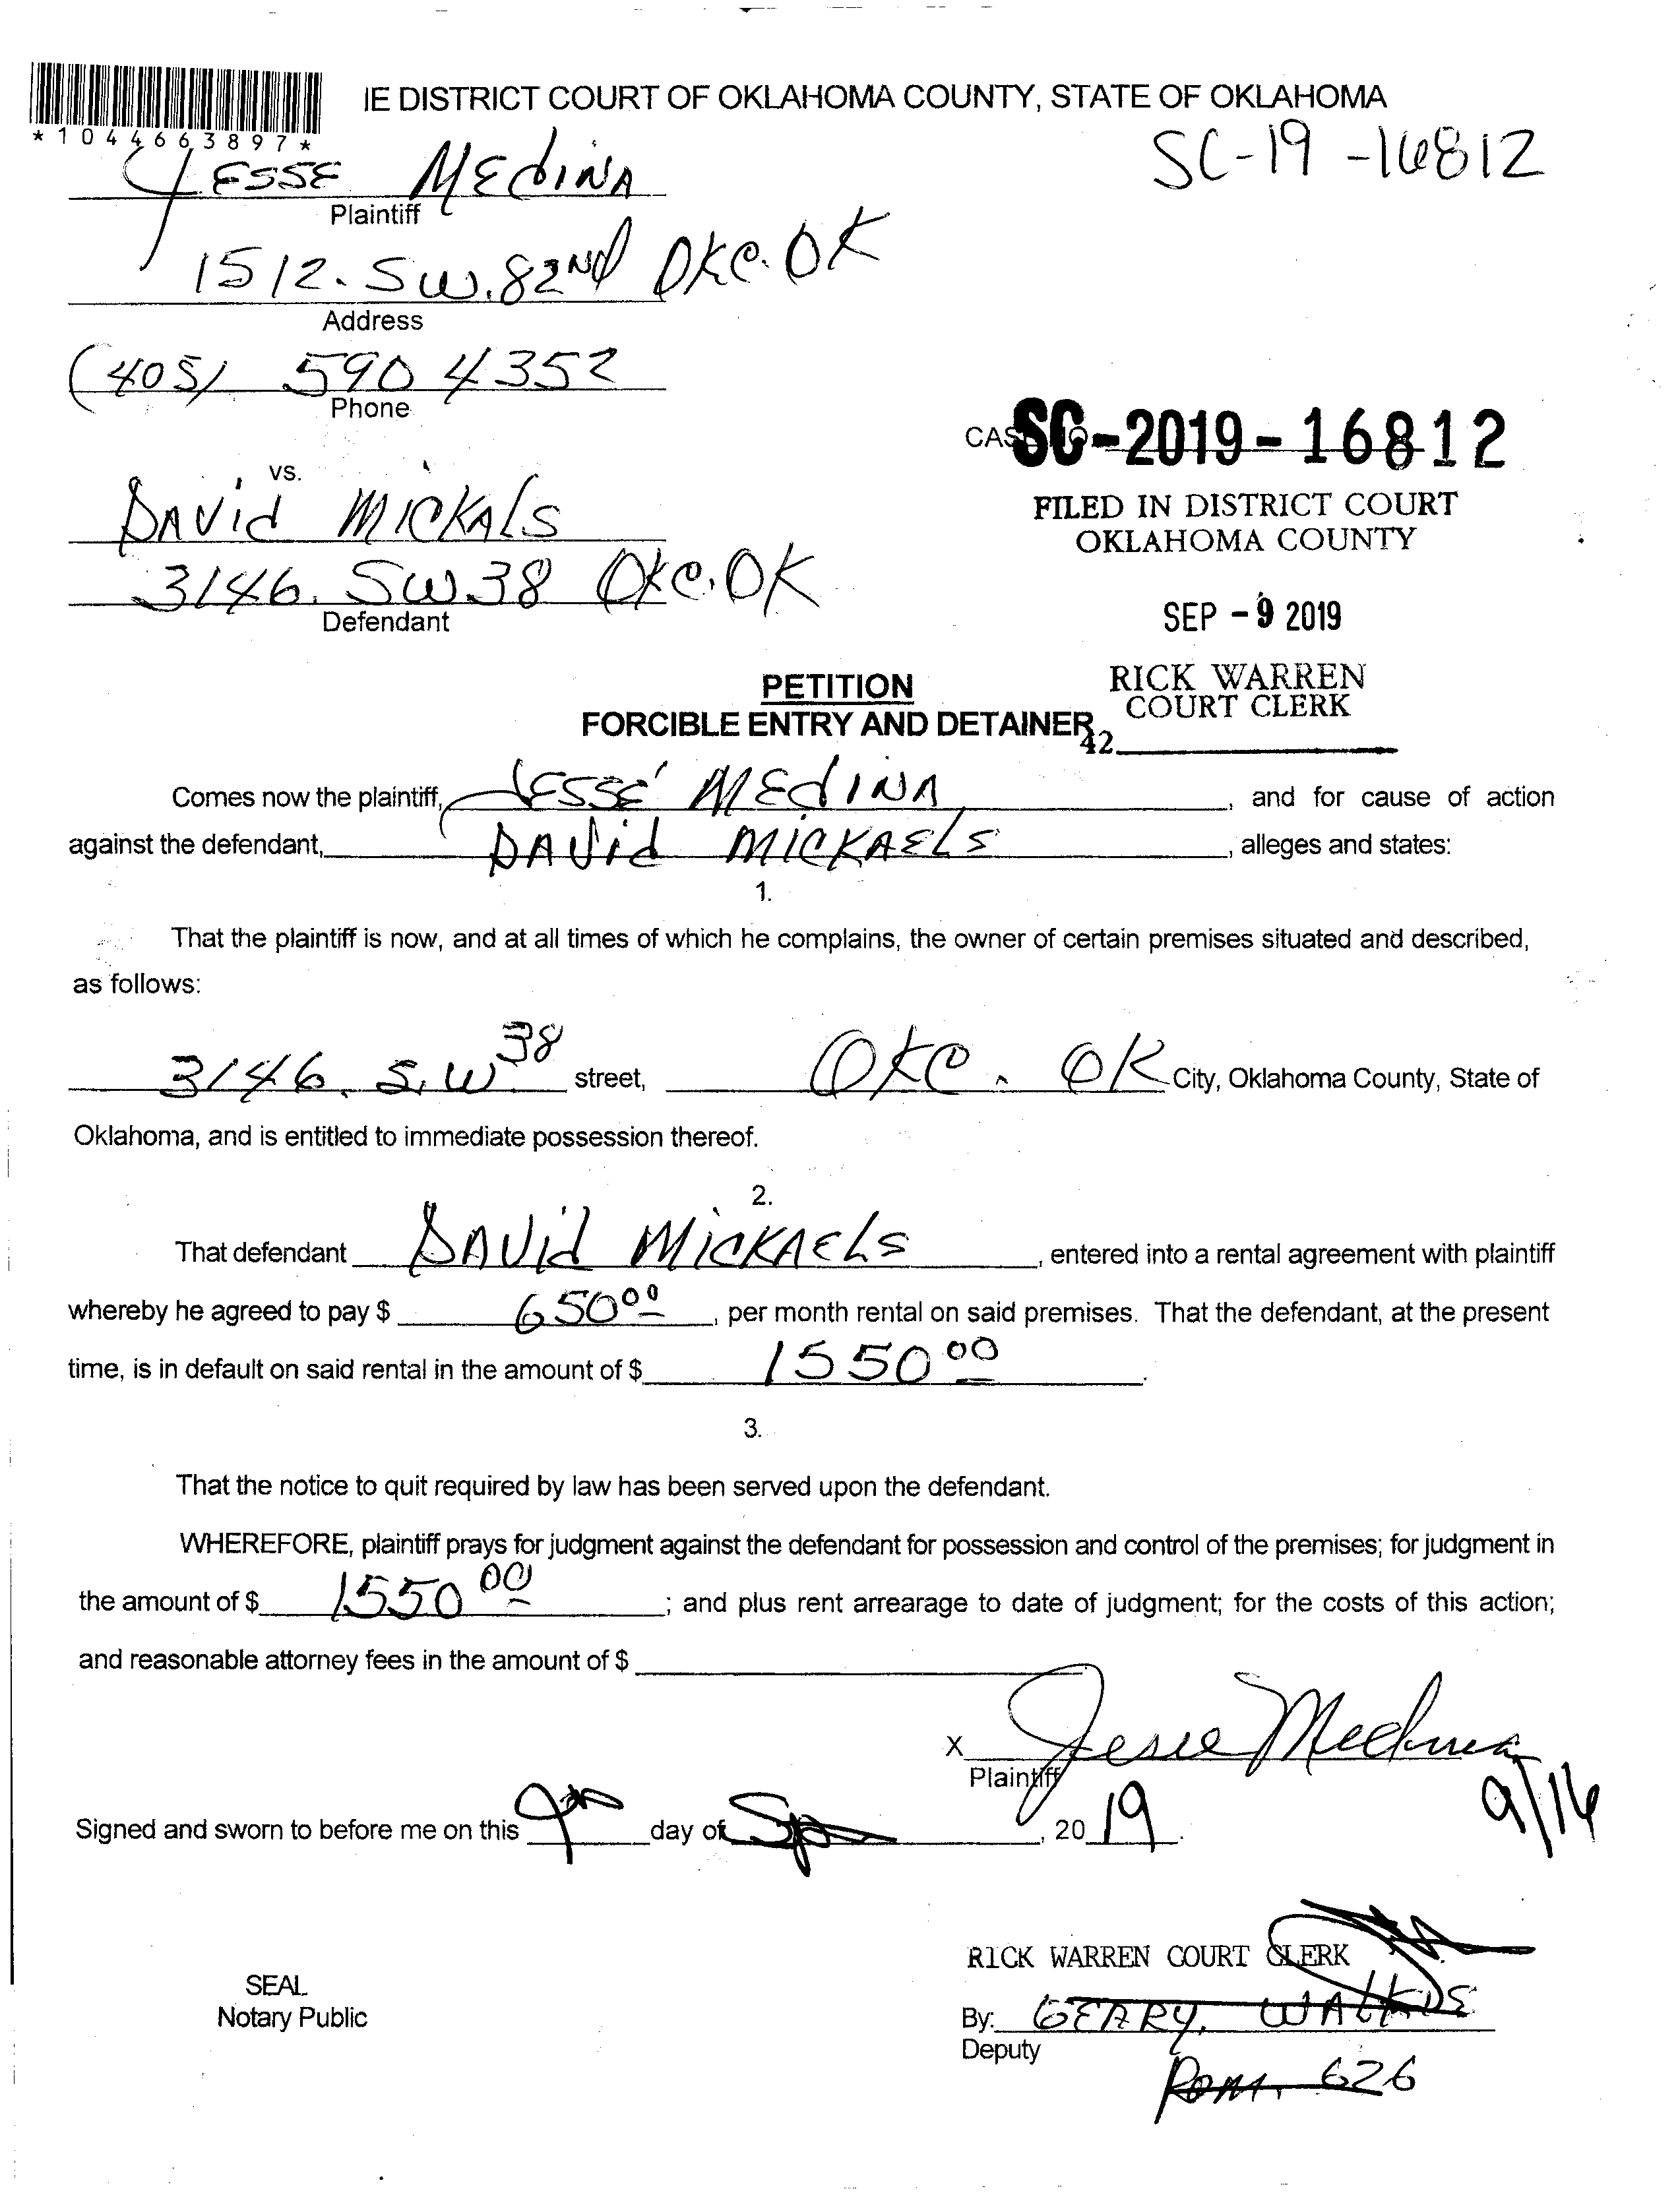 IE DISTRICT COURT OF OKLAHOMA COUNTY, STATE OF OKLAHOMA
*1044663897*
SC-19-16812
JESSE MEDINA
Plaintiff
1512. SW. 82Nd OKC. OK
Address
(405) 590 4352
Phone
CAS SC-2019-16812
vs.
FILED IN DISTRICT COURT
OKLAHOMA COUNTY
DAVid MICKAlS
3146. SW 38 OKC. OK
Defendant
SEP - 9 2019
RICK WARREN
COURT CLERK
42
PETITION
FORCIBLE ENTRY AND DETAINER
Comes now the plaintiff, JESSE MEDINA, and for cause of action
against the defendant, DAVid MICKAELS, alleges and states:
1.
That the plaintiff is now, and at all times of which he complains, the owner of certain premises situated and described,
as follows:
3146. S.W 38 street, OKC. OK City, Oklahoma County, State of
Oklahoma, and is entitled to immediate possession thereof.
2.
That defendant DAVid MiCKAELS, entered into a rental agreement with plaintiff
whereby he agreed to pay $ 650 00, per month rental on said premises. That the defendant, at the present
time, is in default on said rental in the amount of $ 1550 00.
3.
That the notice to quit required by law has been served upon the defendant.
WHEREFORE, plaintiff prays for judgment against the defendant for possession and control of the premises; for judgment in
the amount of $ 1550 00; and plus rent arrearage to date of judgment; for the costs of this action;
and reasonable attorney fees in the amount of $
X Jesse Medina
Plaintiff
9/16
Signed and sworn to before me on this 9 day of Sep, 2019.
RICK WARREN COURT CLERK
SEAL
Notary Public
By: GEARY. WATKINS
Deputy
Rom. 626